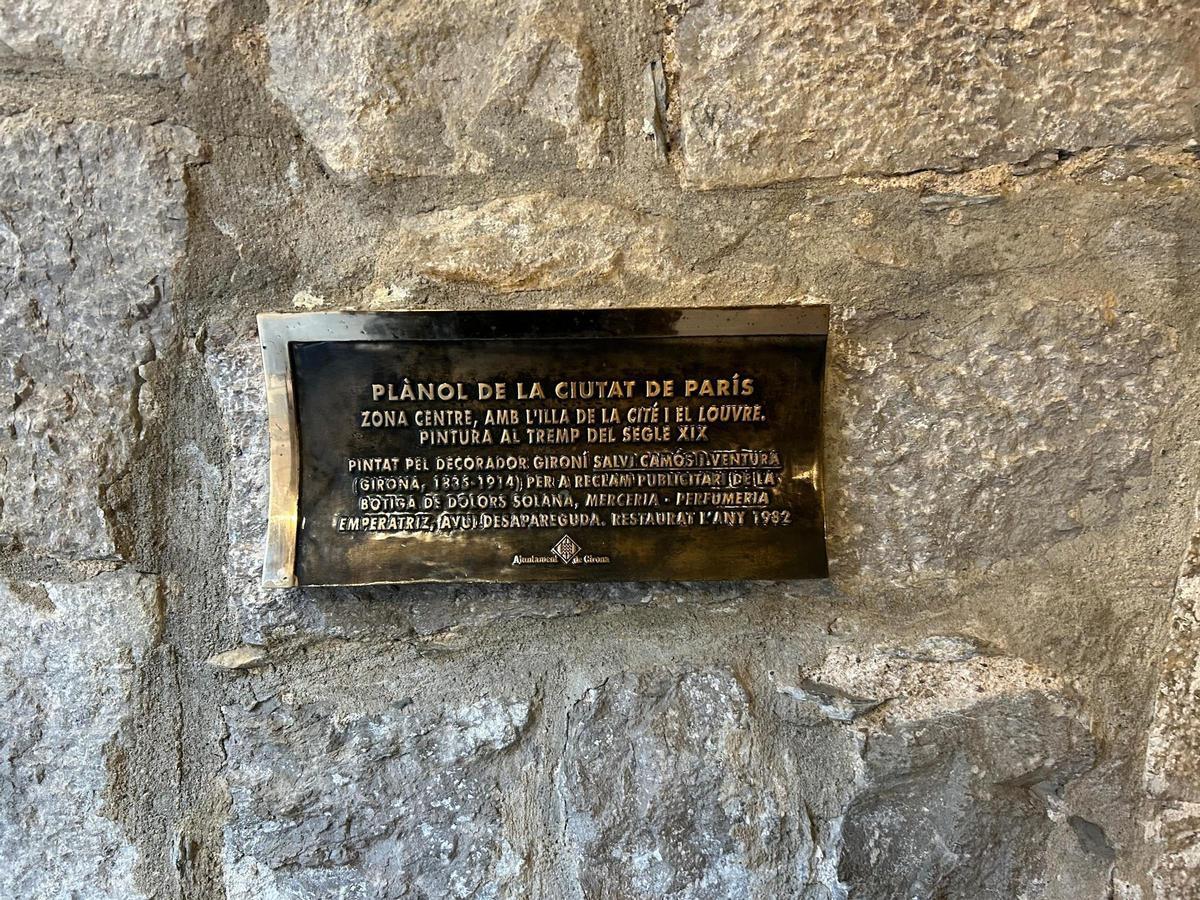 PLÀNOL DE LA CIUTAT DE PARÍS
ZONA CENTRE, AMB L'ILLA DE LA CITÉ I EL LOUVRE.
PINTURA AL TREMP DEL SEGLE XIX
PINTAT PEL DECORADOR GIRONÍ SALVI CAMÓS I VENTURA
(GIRONA, 1835-1914), PER A RECLAM PUBLICITARI DE LA
BOTIGA DE DOLORS SOLANA, MERCERIA - PERFUMERIA
EMPERATRIZ, AVUI DESAPAREGUDA. RESTAURAT L'ANY 1982
Ajuntament de Girona